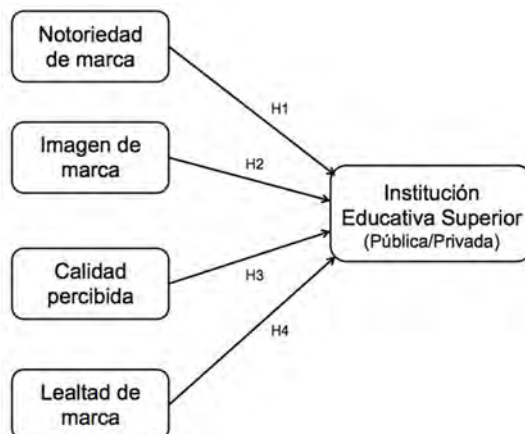 Notoriedad
de marca
H1
Imagen de
marca
H2
Institución
Educativa Superior
(Pública/Privada)
Calidad
percibida
H3
H4
Lealtad de
marca